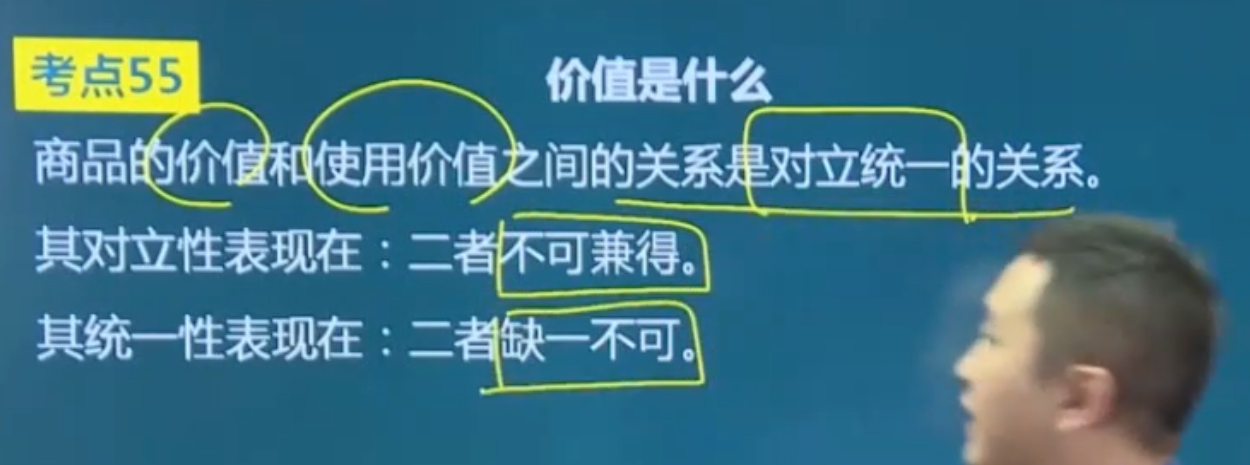 考点55
价值是什么
商品的价值和使用价值之间的关系是对立统一的关系。
其对立性表现在：二者不可兼得。
其统一性表现在：二者缺一不可。